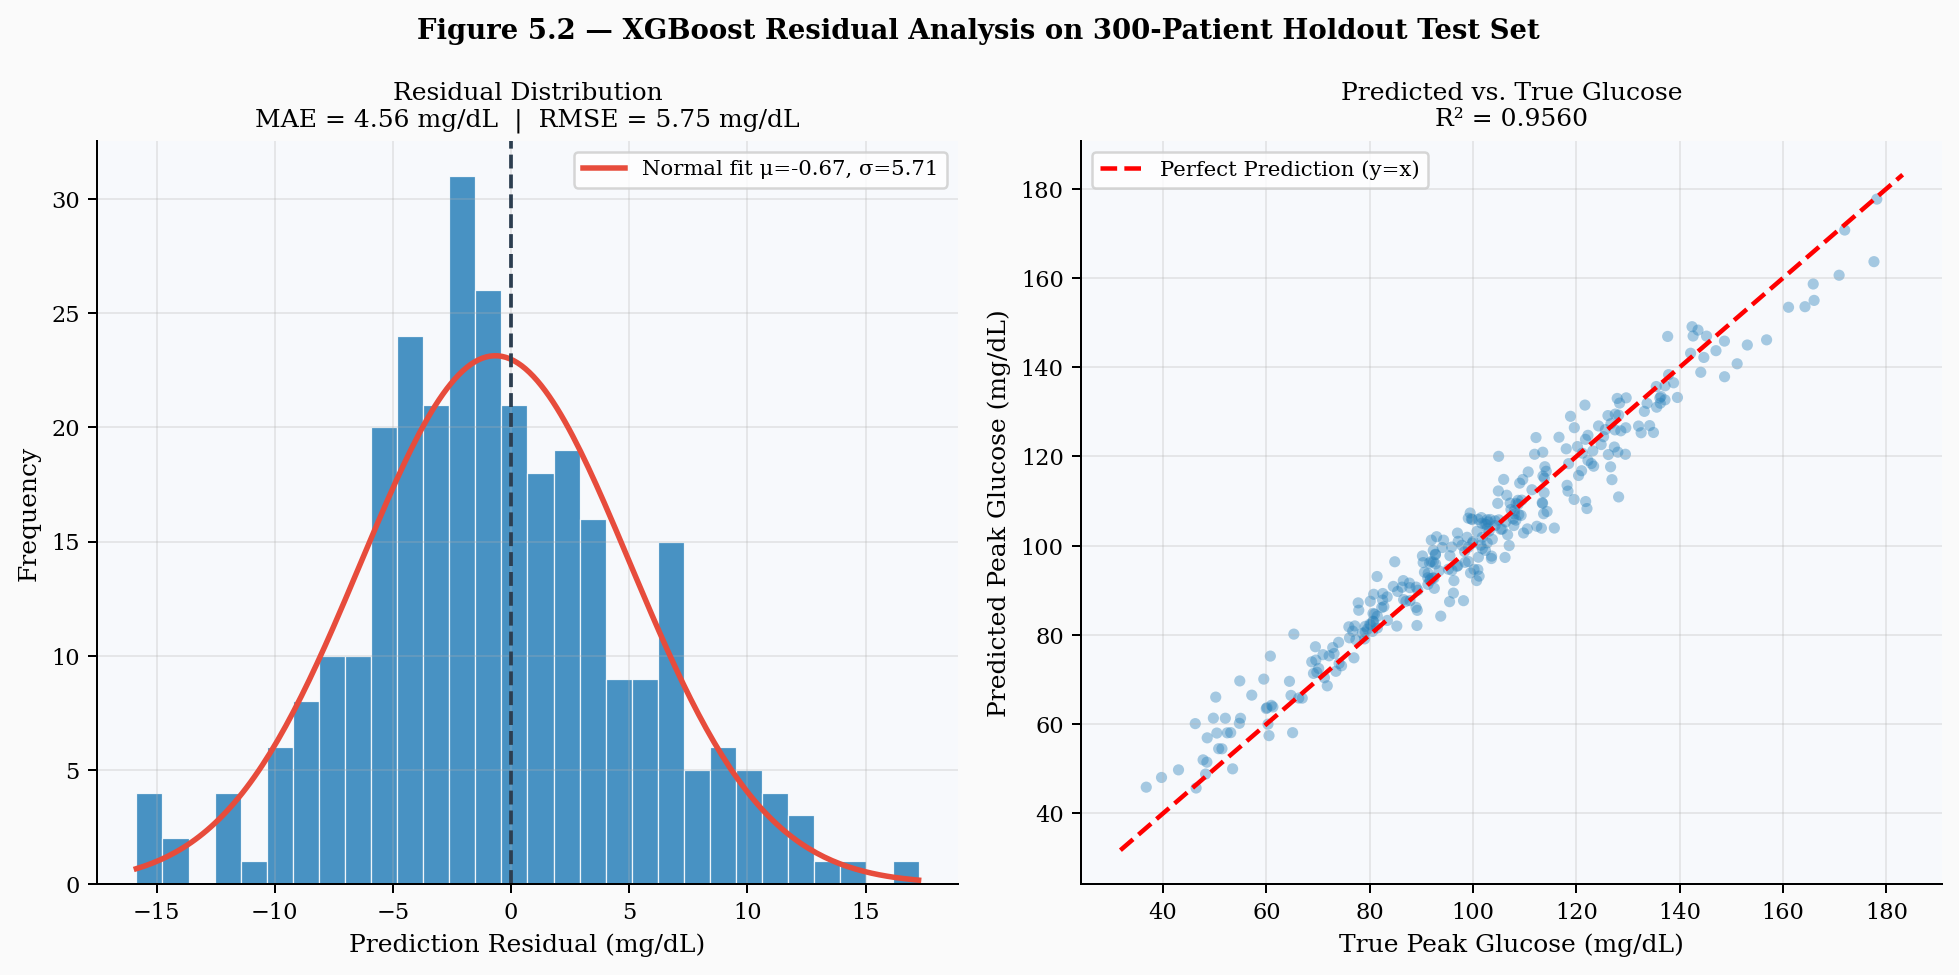 Figure 5.2 — XGBoost Residual Analysis on 300-Patient Holdout Test Set
Residual Distribution
MAE = 4.56 mg/dL | RMSE = 5.75 mg/dL
Normal fit μ=-0.67, σ=5.71
Frequency
30
25
20
15
10
5
0
−15
−10
−5
0
5
10
15
Prediction Residual (mg/dL)
Predicted vs. True Glucose
R² = 0.9560
Perfect Prediction (y=x)
Predicted Peak Glucose (mg/dL)
180
160
140
120
100
80
60
40
40
60
80
100
120
140
160
180
True Peak Glucose (mg/dL)